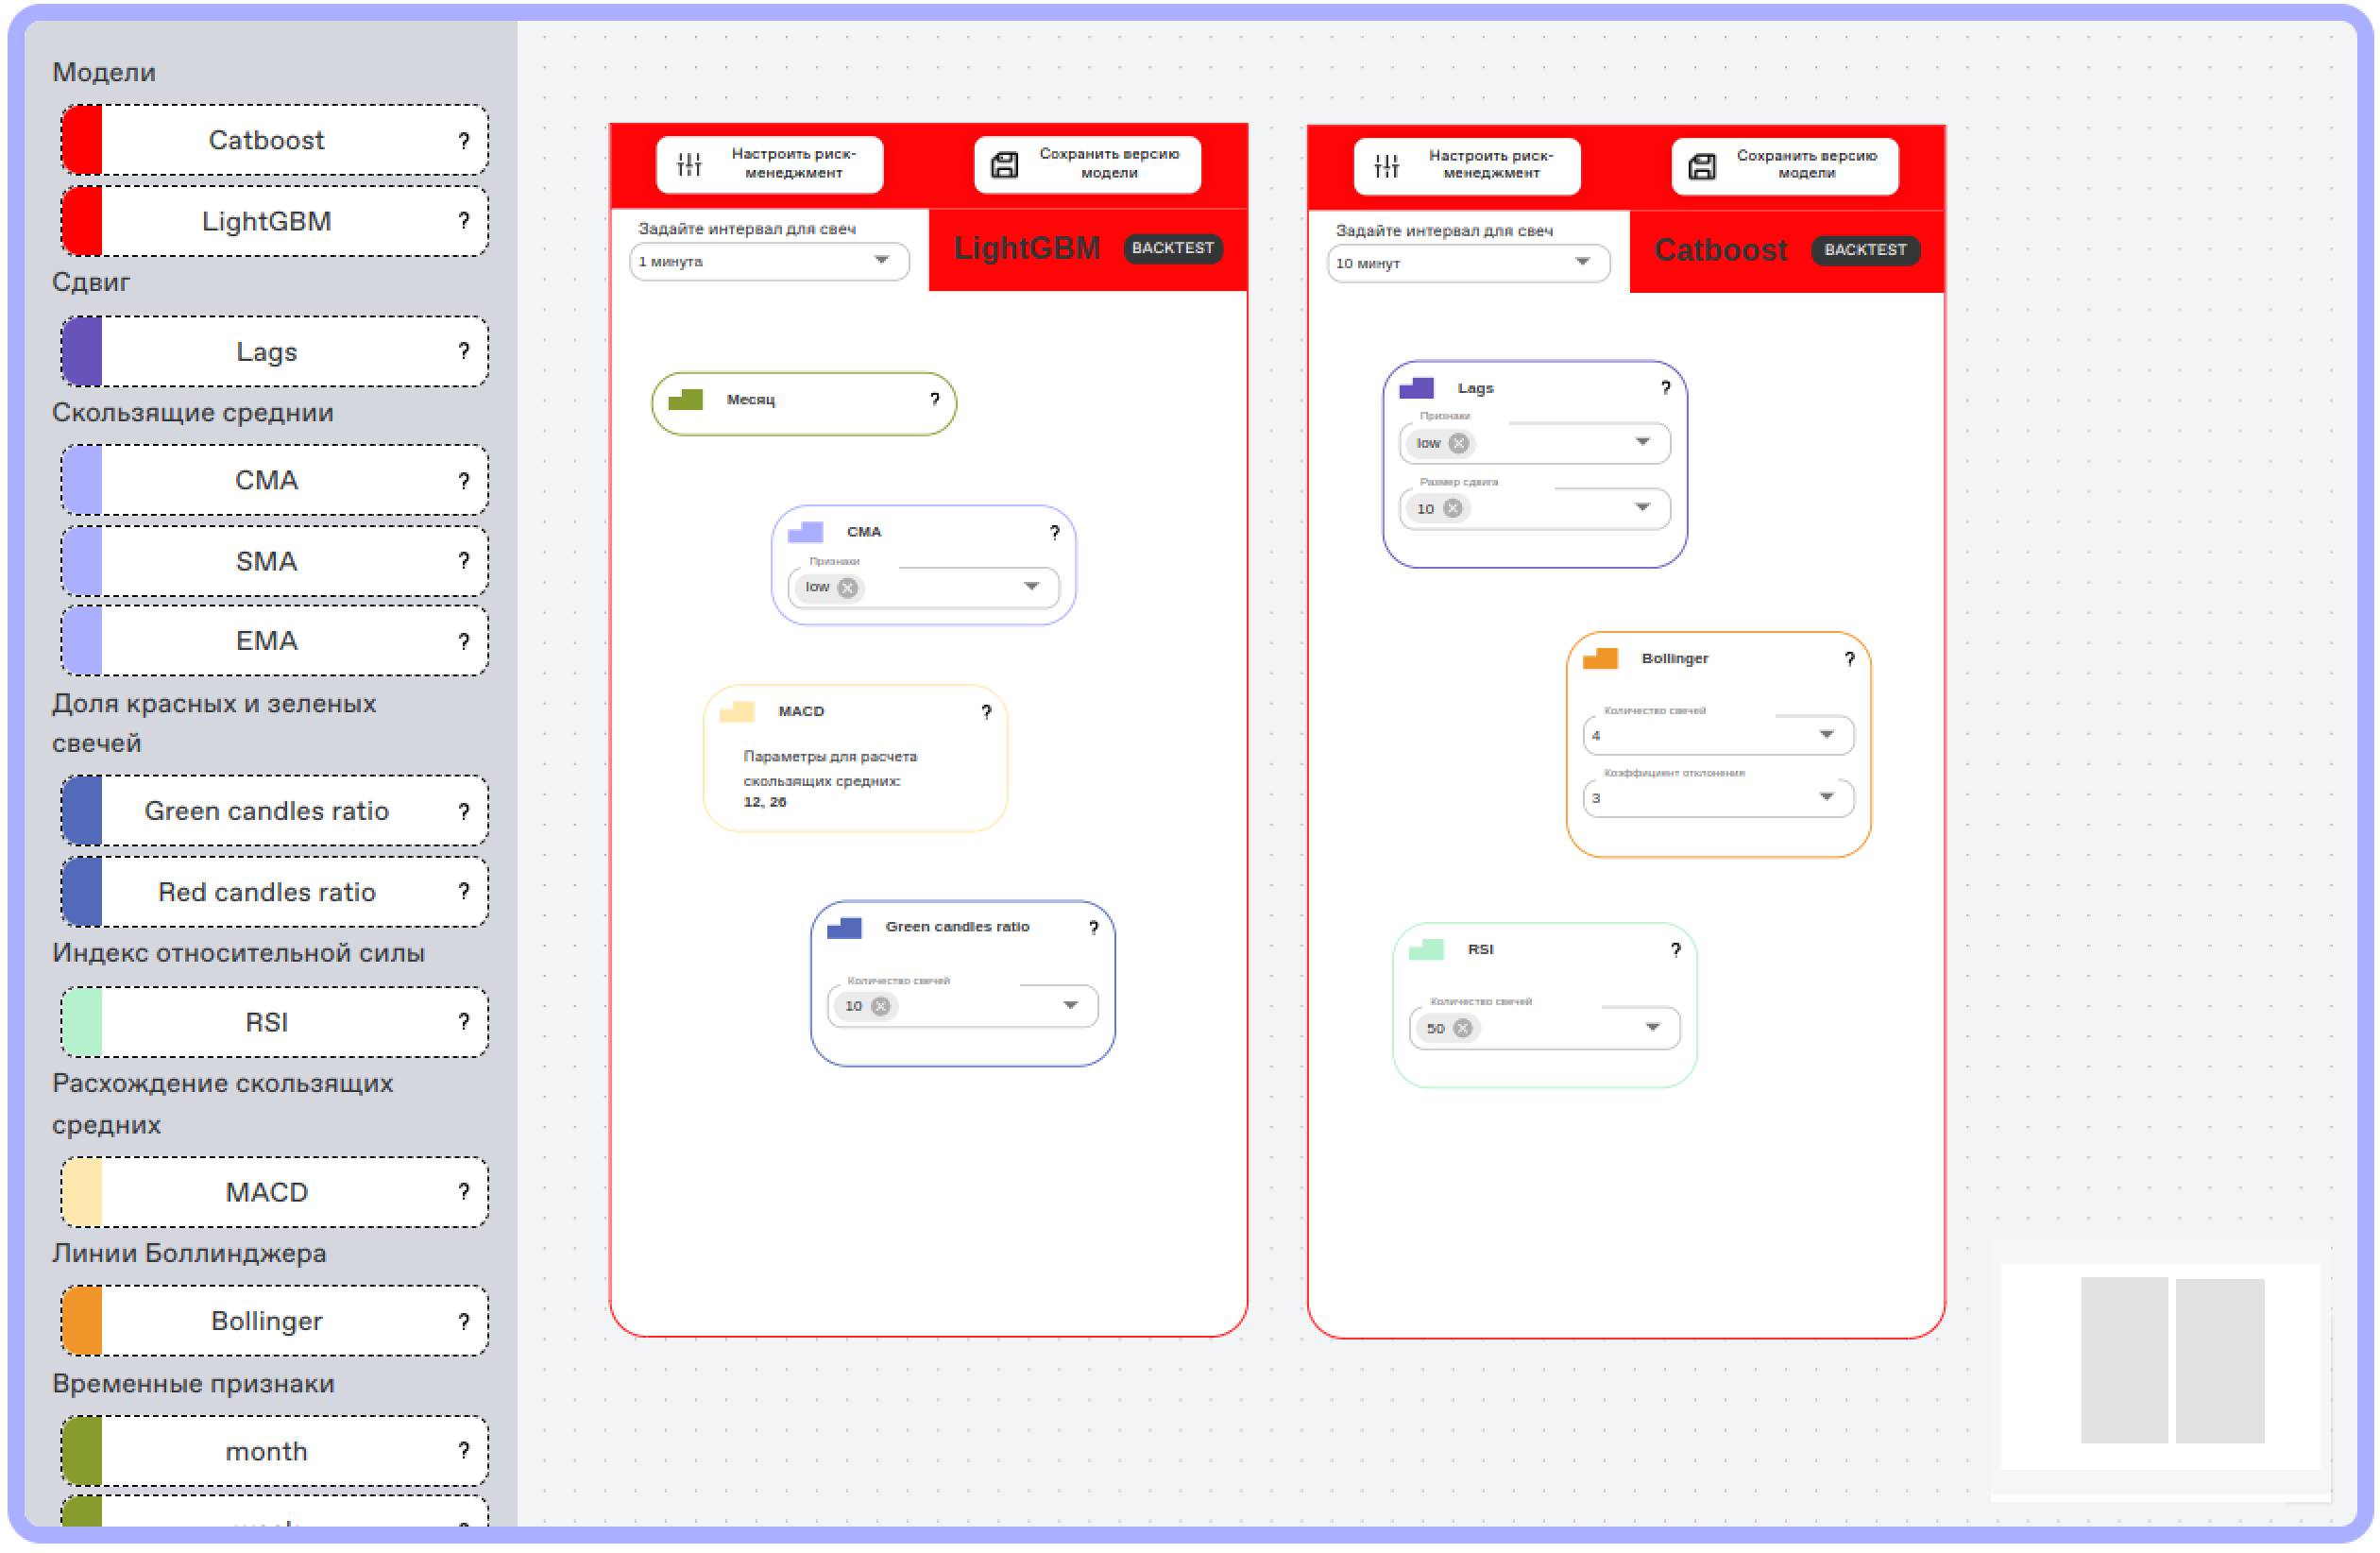 Модели
Catboost ?
LightGBM ?
Сдвиг
Lags ?
Скользящие среднии
CMA ?
SMA ?
EMA ?
Доля красных и зеленых
свечей
Green candles ratio ?
Red candles ratio ?
Индекс относительной силы
RSI ?
Расхождение скользящих
средних
MACD ?
Линии Боллинджера
Bollinger ?
Временные признаки
month ?
Настроить риск-
менеджмент
Сохранить версию
модели
Задайте интервал для свеч
1 минута
LightGBM BACKTEST
Месяц ?
CMA ?
Признаки
low
MACD ?
Параметры для расчета
скользящих средних:
12, 26
Green candles ratio ?
Количество свечей
10
Настроить риск-
менеджмент
Сохранить версию
модели
Задайте интервал для свеч
10 минут
Catboost BACKTEST
Lags ?
Признаки
low
Размер сдвига
10
Bollinger ?
Количество свечей
4
Коэффициент отклонения
3
RSI ?
Количество свечей
50